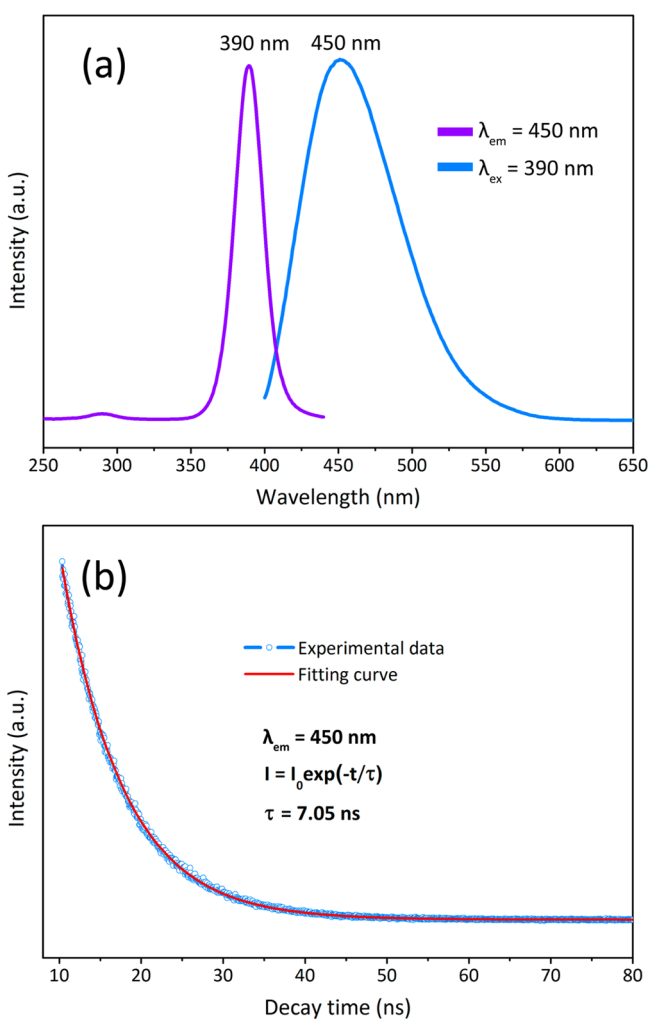 (a)
390 nm 450 nm
λem = 450 nm
λex = 390 nm
Intensity (a.u.)
250 300 350 400 450 500 550 600 650
Wavelength (nm)
(b)
Experimental data
Fitting curve
λem = 450 nm
I = I0exp(-t/τ)
τ = 7.05 ns
Intensity (a.u.)
10 20 30 40 50 60 70 80
Decay time (ns)